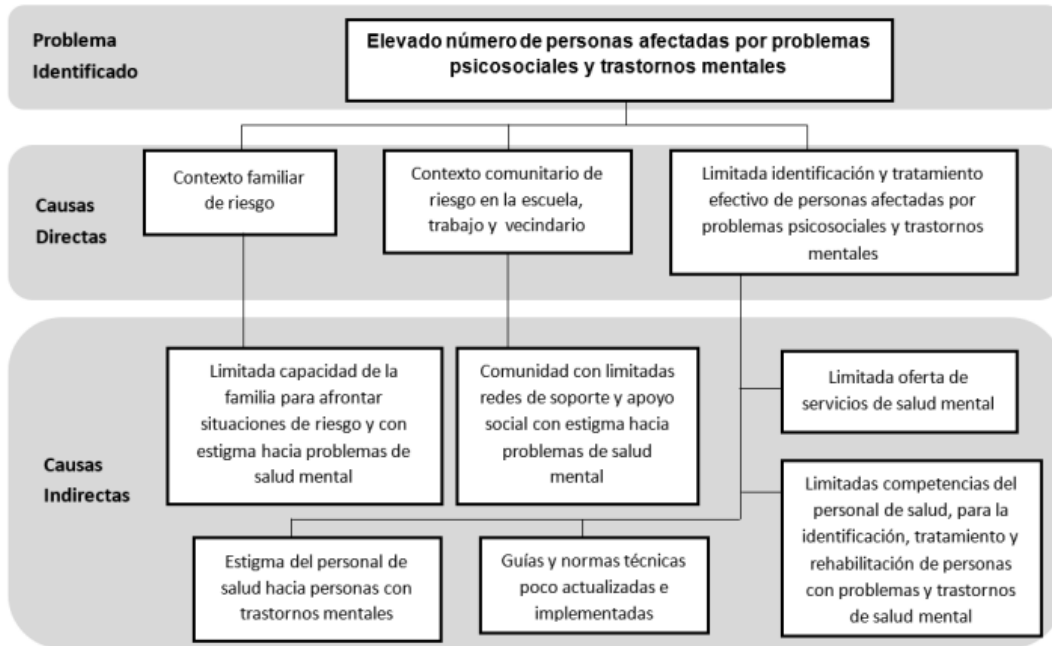 Problema
Identificado
Elevado número de personas afectadas por problemas
psicosociales y trastornos mentales
Causas
Directas
Contexto familiar
de riesgo
Contexto comunitario de
riesgo en la escuela,
trabajo y vecindario
Limitada identificación y tratamiento
efectivo de personas afectadas por
problemas psicosociales y trastornos
mentales
Causas
Indirectas
Limitada capacidad de la
familia para afrontar
situaciones de riesgo y con
estigma hacia problemas de
salud mental
Comunidad con limitadas
redes de soporte y apoyo
social con estigma hacia
problemas de salud
mental
Limitada oferta de
servicios de salud mental
Estigma del personal de
salud hacia personas con
trastornos mentales
Guías y normas técnicas
poco actualizadas e
implementadas
Limitadas competencias del
personal de salud, para la
identificación, tratamiento y
rehabilitación de personas
con problemas y trastornos
de salud mental